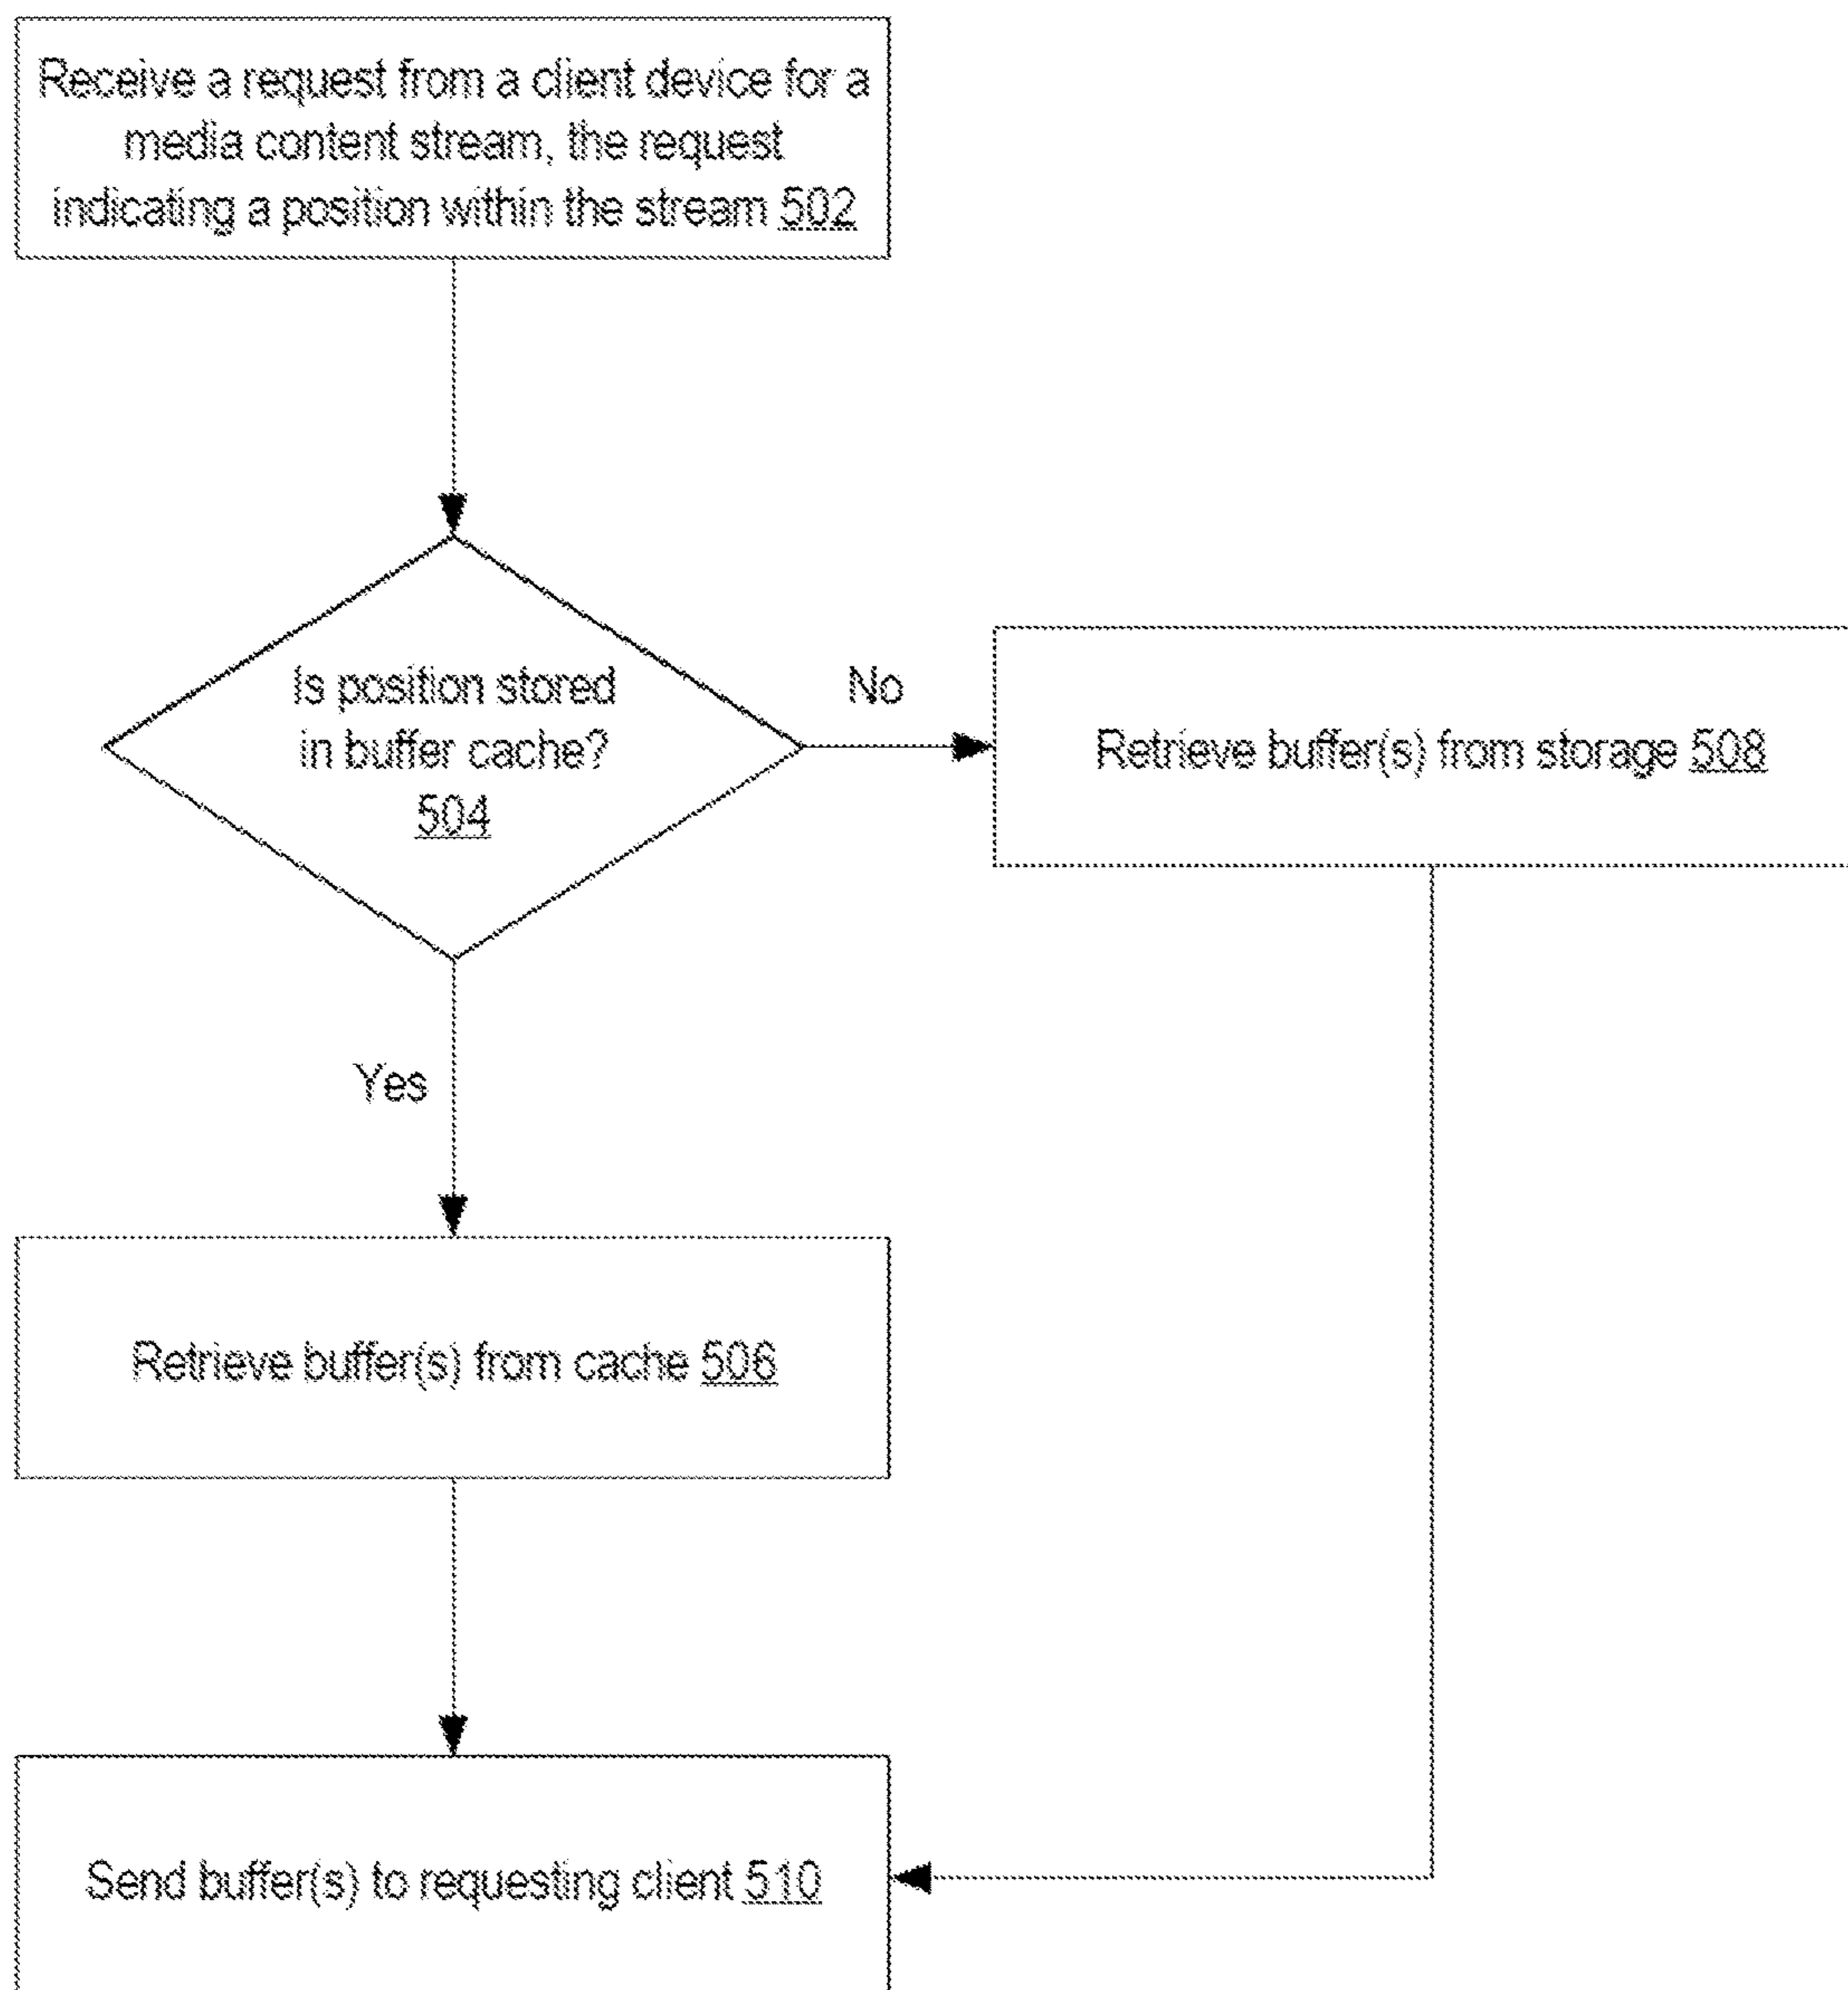 Receive a request from a client device for a
media content stream, the request
indicating a position within the stream 502
Is position stored
in buffer cache?
504
No
Retrieve buffer(s) from storage 508
Yes
Retrieve buffer(s) from cache 506
Send buffer(s) to requesting client 510